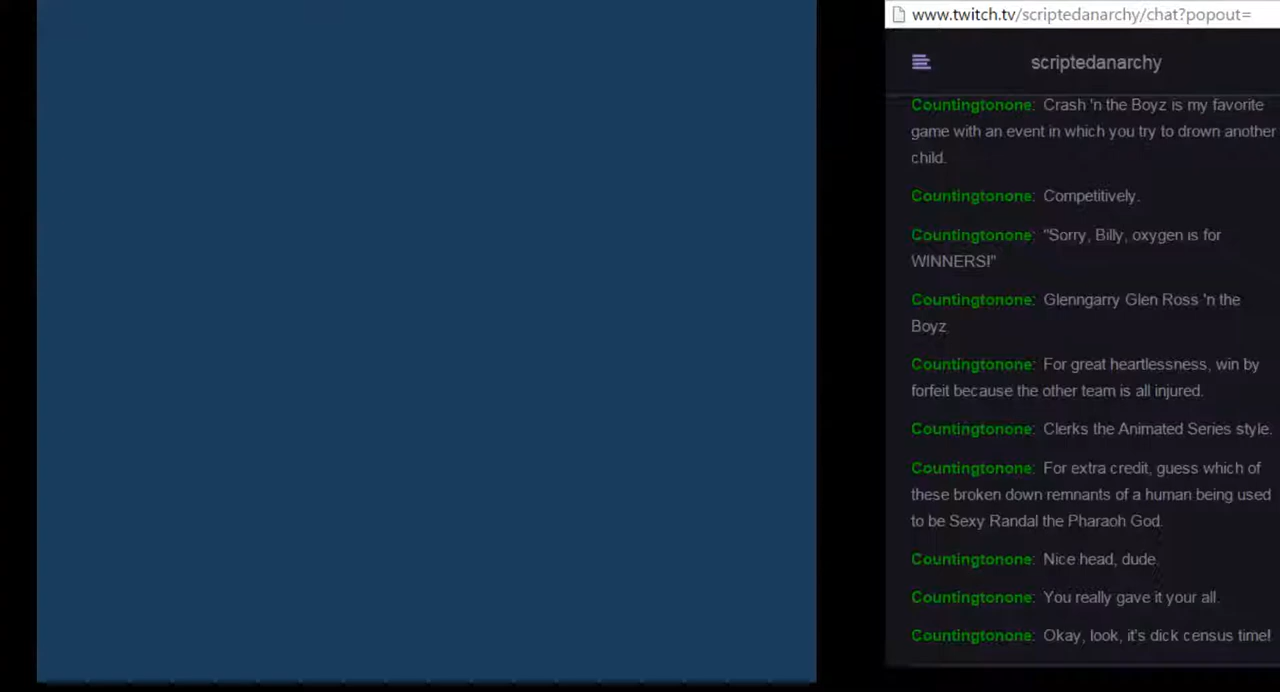 www.twitch.tv/scriptedanarchy/chat?popout=
scriptedanarchy
Countingtonone: Crash 'n the Boyz is my favorite
game with an event in which you try to drown another
child.
Countingtonone: Competitively.
Countingtonone: "Sorry, Billy, oxygen is for
WINNERS!"
Countingtonone: Glenngarry Glen Ross 'n the
Boyz
Countingtonone: For great heartlessness, win by
forfeit because the other team is all injured.
Countingtonone: Clerks the Animated Series style.
Countingtonone: For extra credit, guess which of
these broken down remnants of a human being used
to be Sexy Randal the Pharaoh God.
Countingtonone: Nice head, dude.
Countingtonone: You really gave it your all.
Countingtonone: Okay, look, it's dick census time!